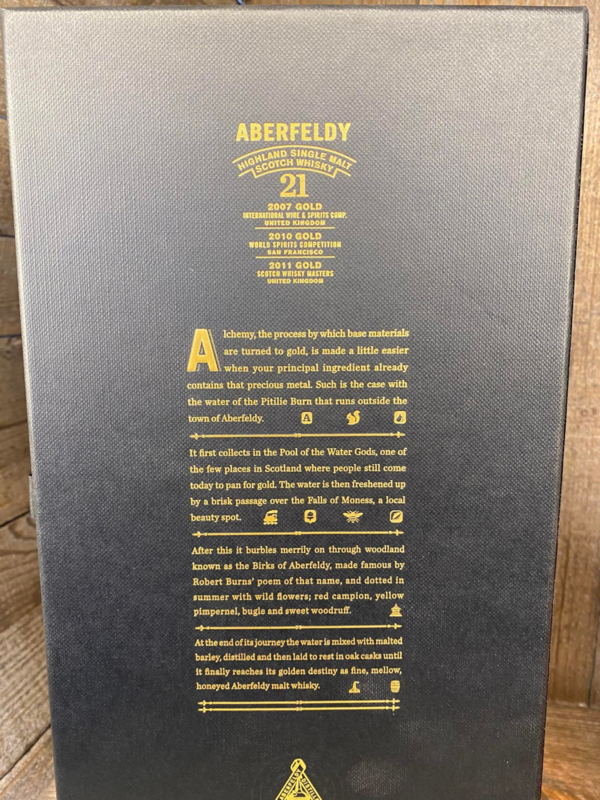 ABERFELDY
HIGHLAND SINGLE MALT
SCOTCH WHISKY
21
2007 GOLD
INTERNATIONAL WINE & SPIRITS COMP.
UNITED KINGDOM
2010 GOLD
WORLD SPIRITS COMPETITION
SAN FRANCISCO
2011 GOLD
SCOTCH WHISKY MASTERS
UNITED KINGDOM
Alchemy, the process by which base materials
are turned to gold, is made a little easier
when your principal ingredient already
contains that precious metal. Such is the case with
the water of the Pitilie Burn that runs outside the
town of Aberfeldy. A
It first collects in the Pool of the Water Gods, one of
the few places in Scotland where people still come
today to pan for gold. The water is then freshened up
by a brisk passage over the Falls of Moness, a local
beauty spot.
After this it burbles merrily on through woodland
known as the Birks of Aberfeldy, made famous by
Robert Burns' poem of that name, and dotted in
summer with wild flowers; red campion, yellow
pimpernel, bugle and sweet woodruff.
At the end of its journey the water is mixed with malted
barley, distilled and then laid to rest in oak casks until
it finally reaches its golden destiny as fine, mellow,
honeyed Aberfeldy malt whisky.